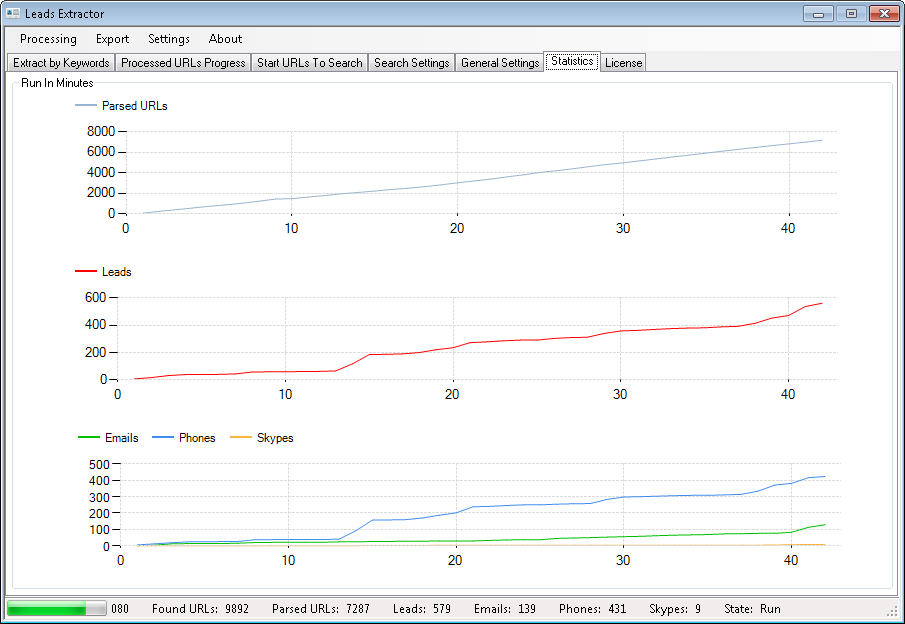 Leads Extractor
Processing Export Settings About
Extract by Keywords Processed URLs Progress Start URLs To Search Search Settings General Settings Statistics License
Run In Minutes
Parsed URLs
8000
6000
4000
2000
0
0 10 20 30 40
Leads
600
400
200
0
0 10 20 30 40
Emails Phones Skypes
500
400
300
200
100
0
0 10 20 30 40
080 Found URLs: 9892 Parsed URLs: 7287 Leads: 579 Emails: 139 Phones: 431 Skypes: 9 State: Run